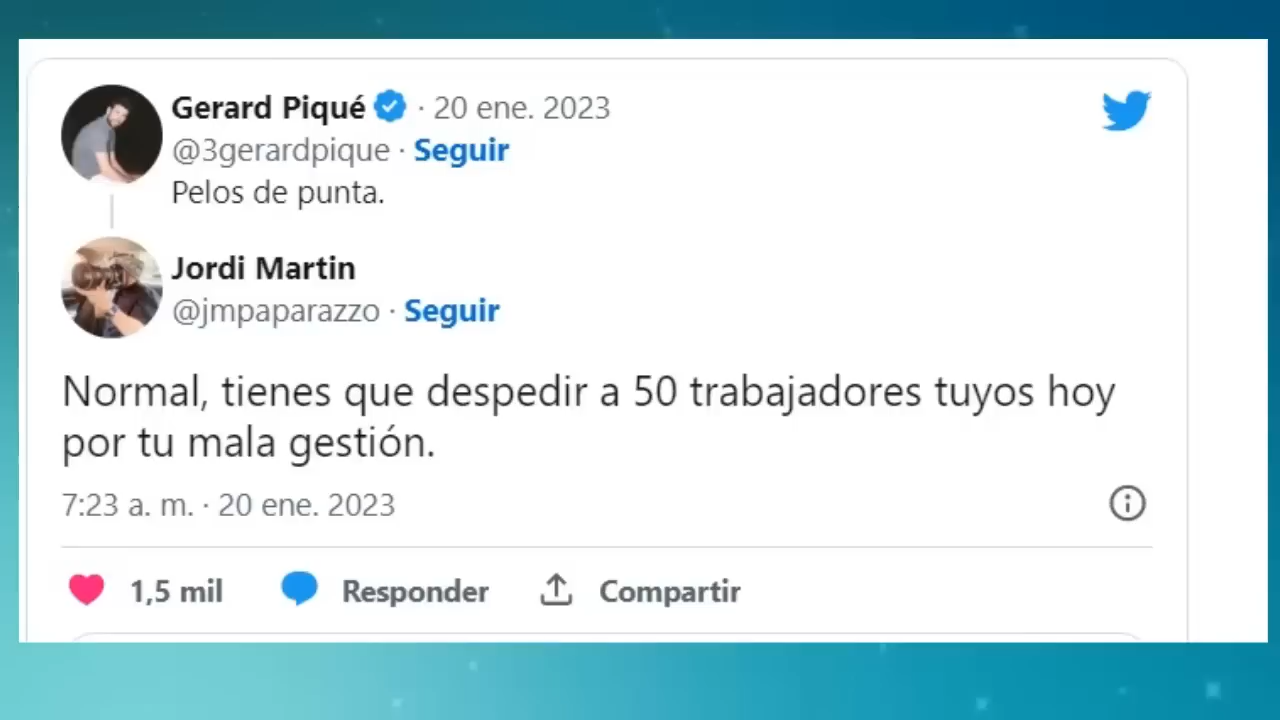 Gerard Piqué · 20 ene. 2023
@3gerardpique · Seguir
Pelos de punta.
Jordi Martin
@jmpaparazzo · Seguir
Normal, tienes que despedir a 50 trabajadores tuyos hoy
por tu mala gestión.
7:23 a. m. · 20 ene. 2023
1,5 mil Responder Compartir